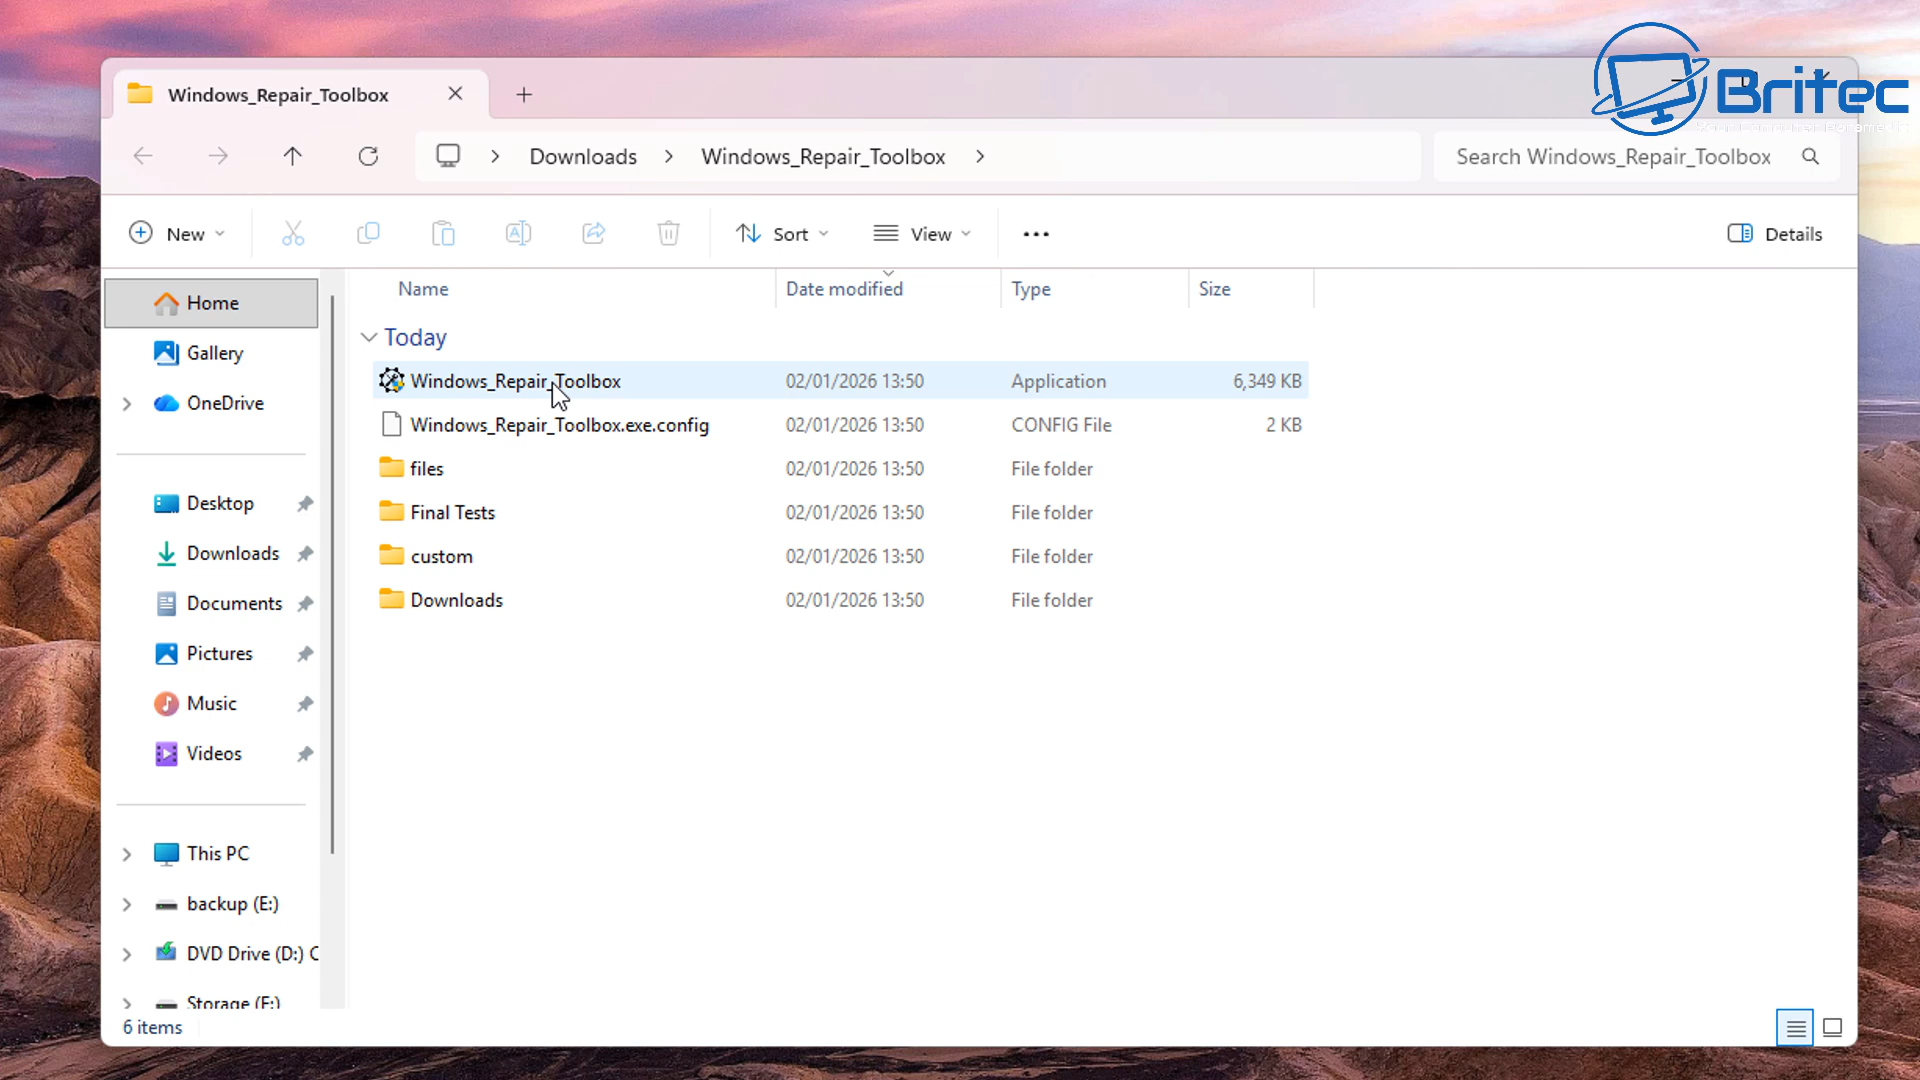 Britec
Windows_Repair_Toolbox
Downloads
Windows_Repair_Toolbox
Search Windows_Repair_Toolbox
New
Sort
View
Details
Name
Date modified
Type
Size
Home
Gallery
OneDrive
Desktop
Downloads
Documents
Pictures
Music
Videos
This PC
backup (E:)
DVD Drive (D:) C
Storage (F:)
Today
Windows_Repair_Toolbox 02/01/2026 13:50 Application 6,349 KB
Windows_Repair_Toolbox.exe.config 02/01/2026 13:50 CONFIG File 2 KB
files 02/01/2026 13:50 File folder
Final Tests 02/01/2026 13:50 File folder
custom 02/01/2026 13:50 File folder
Downloads 02/01/2026 13:50 File folder
6 items